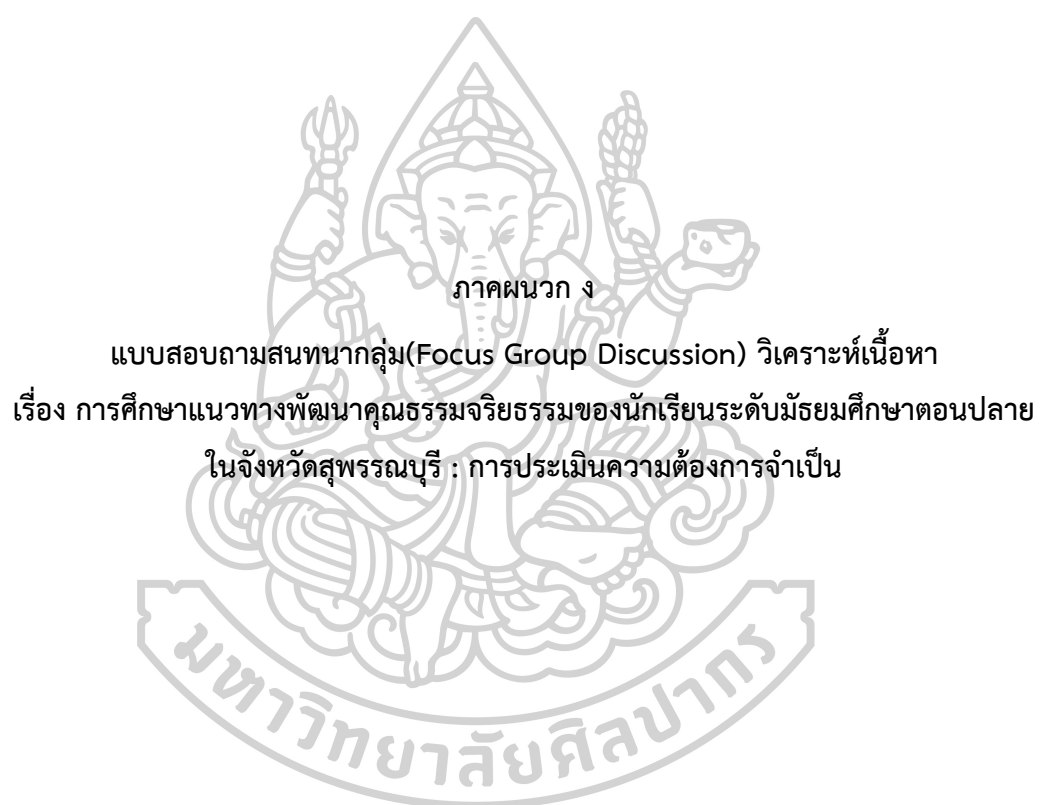 ภาคผนวก ง
แบบสอบถามสนทนากลุ่ม(Focus Group Discussion) วิเคราะห์เนื้อหา
เรื่อง การศึกษาแนวทางพัฒนาคุณธรรมจริยธรรมของนักเรียนระดับมัธยมศึกษาตอนปลาย
ในจังหวัดสุพรรณบุรี : การประเมินความต้องการจำเป็น
มหาวิทยาลัยศิลปากร